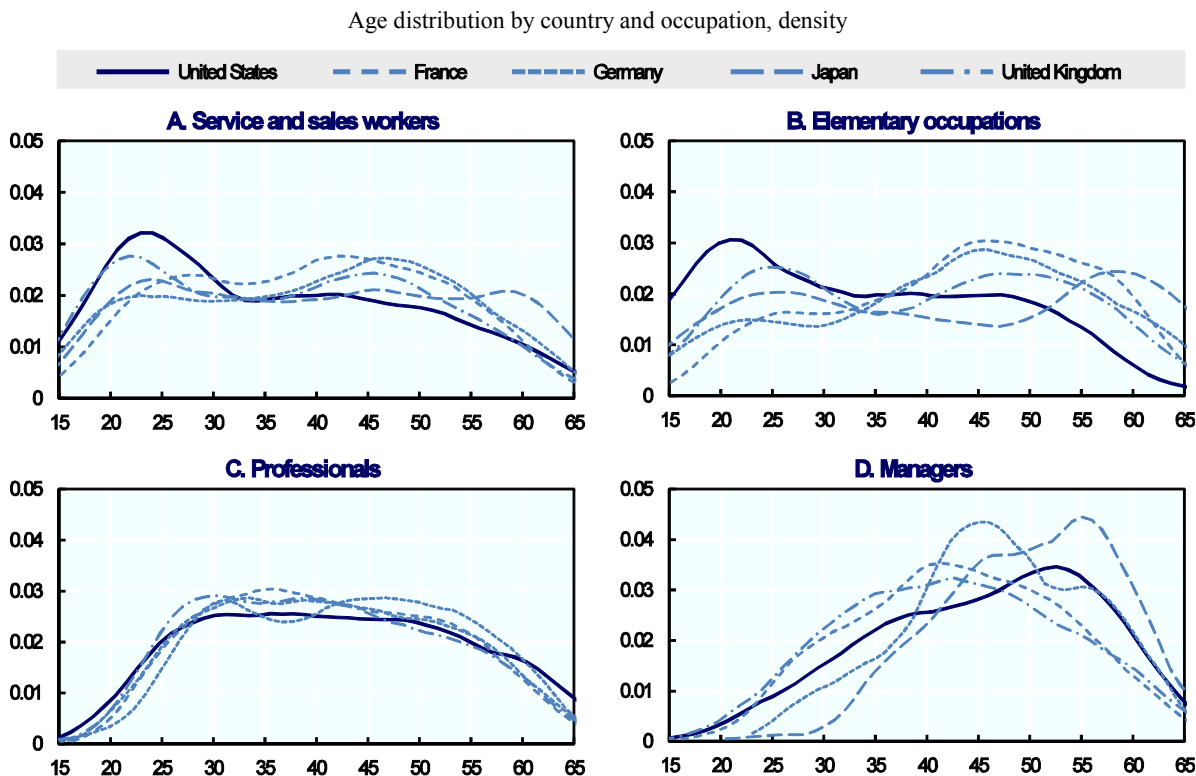 Age distribution by country and occupation, density
United States France Germany Japan United Kingdom
A. Service and sales workers
0.05
0.04
0.03
0.02
0.01
0
15 20 25 30 35 40 45 50 55 60 65
B. Elementary occupations
0.05
0.04
0.03
0.02
0.01
0
15 20 25 30 35 40 45 50 55 60 65
C. Professionals
0.05
0.04
0.03
0.02
0.01
0
15 20 25 30 35 40 45 50 55 60 65
D. Managers
0.05
0.04
0.03
0.02
0.01
0
15 20 25 30 35 40 45 50 55 60 65